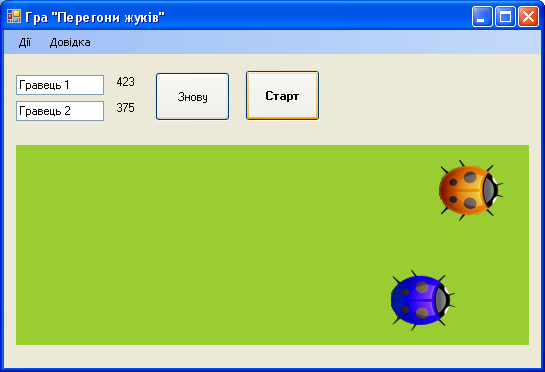 Гра "Перегони жуків"
Дії Довідка
Гравець 1 423
Гравець 2 375
Знову Старт